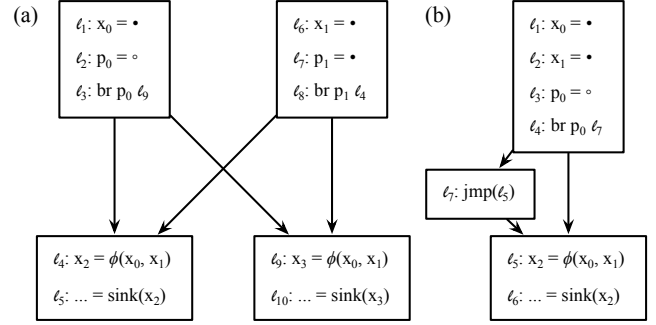 (a)
ℓ₁: x₀ = •
ℓ₂: p₀ = ◦
ℓ₃: br p₀ ℓ₉
ℓ₆: x₁ = •
ℓ₇: p₁ = •
ℓ₈: br p₁ ℓ₄
ℓ₄: x₂ = ϕ(x₀, x₁)
ℓ₅: ... = sink(x₂)
ℓ₉: x₃ = ϕ(x₀, x₁)
ℓ₁₀: ... = sink(x₃)
(b)
ℓ₁: x₀ = •
ℓ₂: x₁ = •
ℓ₃: p₀ = ◦
ℓ₄: br p₀ ℓ₇
ℓ₇: jmp(ℓ₅)
ℓ₅: x₂ = ϕ(x₀, x₁)
ℓ₆: ... = sink(x₂)